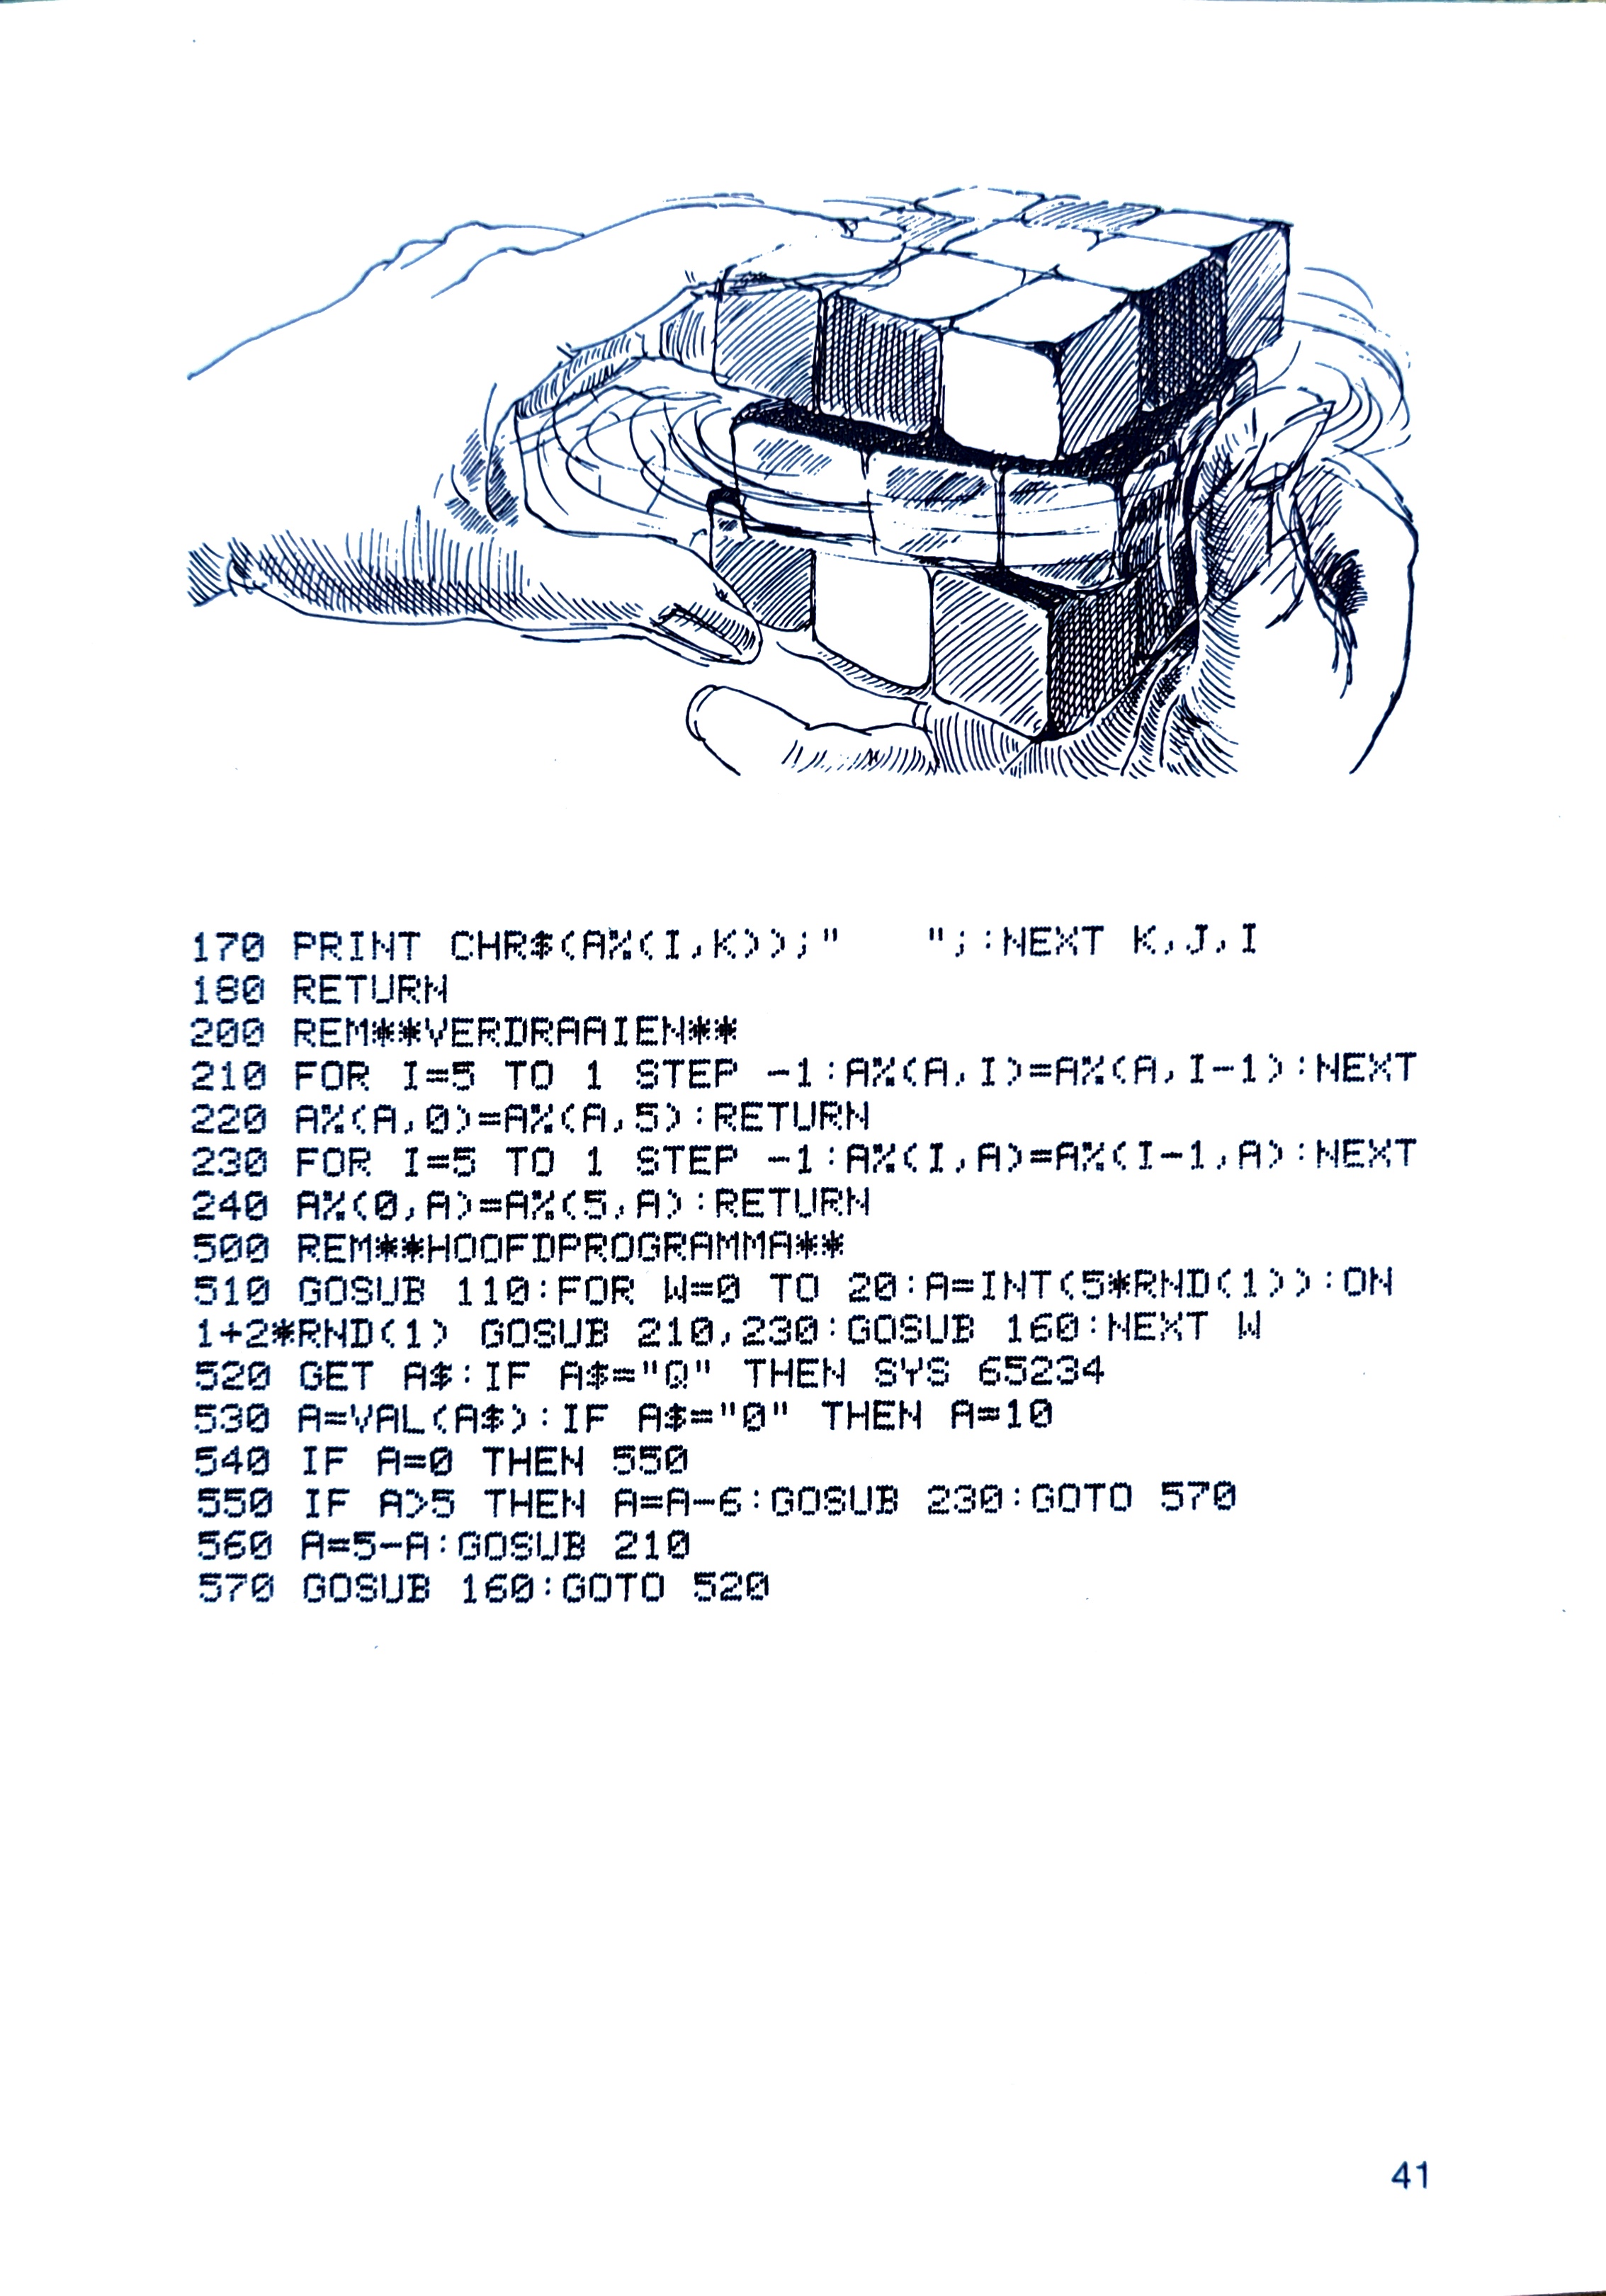 170 PRINT CHR$(A%(I,K));"   ";:NEXT K,J,I
180 RETURN
200 REM**VERDRAAIEN**
210 FOR I=5 TO 1 STEP -1:A%(A,I)=A%(A,I-1):NEXT
220 A%(A,0)=A%(A,5):RETURN
230 FOR I=5 TO 1 STEP -1:A%(I,A)=A%(I-1,A):NEXT
240 A%(0,A)=A%(5,A):RETURN
500 REM**HOOFDPROGRAMMA**
510 GOSUB 110:FOR W=0 TO 20:A=INT(5*RND(1)):ON
1+2*RND(1) GOSUB 210,230:GOSUB 160:NEXT W
520 GET A$:IF A$="Q" THEN SYS 65234
530 A=VAL(A$):IF A$="0" THEN A=10
540 IF A=0 THEN 550
550 IF A>5 THEN A=A-6:GOSUB 230:GOTO 570
560 A=5-A:GOSUB 210
570 GOSUB 160:GOTO 520
41